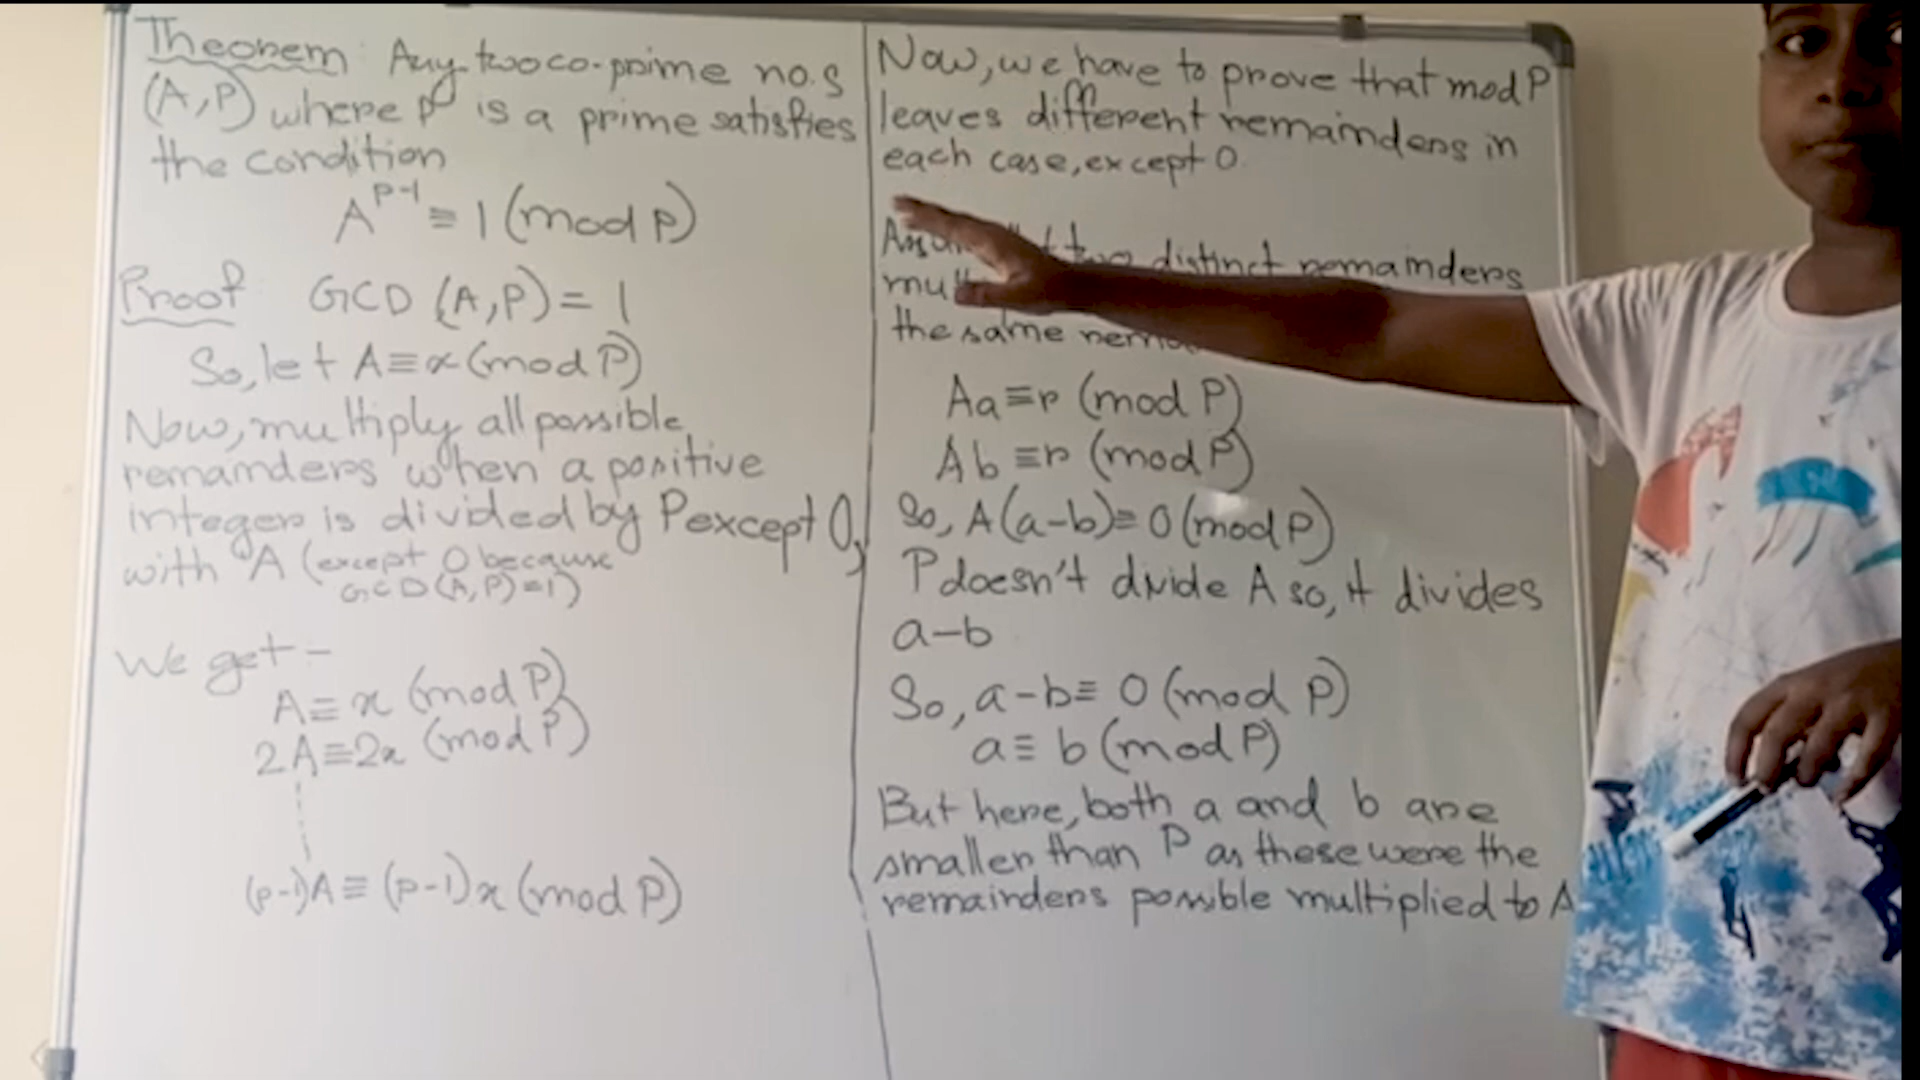 Theorem: Any two co-prime no.s
(A,P) where P is a prime satisfies
the condition
A^{P-1} ≡ 1 (mod P)
Proof GCD (A,P) = 1
So, let A≡x (mod P)
Now, multiply all possible
remainders when a positive
integer is divided by P except 0,
with A (except 0 because
GCD(A,P)=1)
We get -
A≡ x (mod P)
2A≡2x (mod P)
(p-1)A≡ (p-1)x (mod P)
Now, we have to prove that mod P
leaves different remainders in
each case, except 0
two distinct remainders
the same
Aa≡r (mod P)
Ab≡r (mod P)
So, A(a-b)≡0(mod P)
P doesn't divide A so, it divides
a-b
So, a-b≡ 0 (mod P)
a≡ b (mod P)
But here, both a and b are
smaller than P as these were the
remainders possible multiplied to A